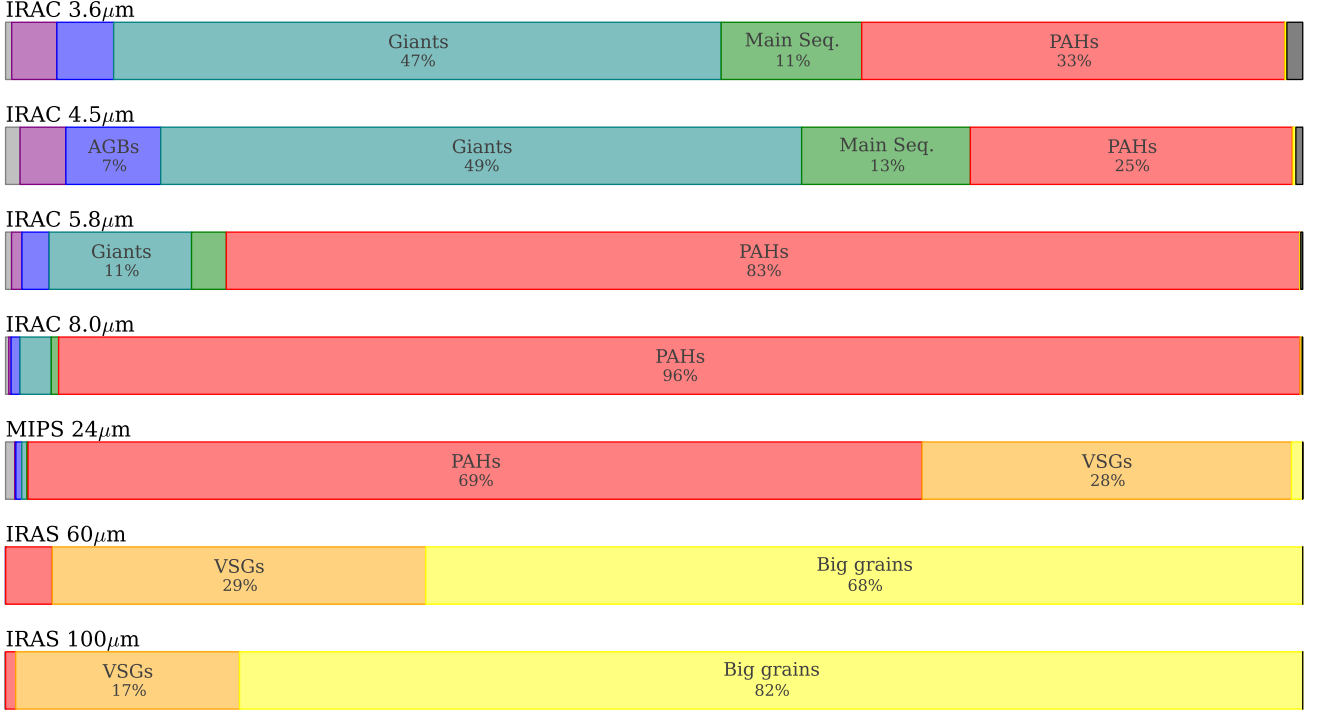 IRAC 3.6μm
Giants
47%
Main Seq.
11%
PAHs
33%
IRAC 4.5μm
AGBs
7%
Giants
49%
Main Seq.
13%
PAHs
25%
IRAC 5.8μm
Giants
11%
PAHs
83%
IRAC 8.0μm
PAHs
96%
MIPS 24μm
PAHs
69%
VSGs
28%
IRAS 60μm
VSGs
29%
Big grains
68%
IRAS 100μm
VSGs
17%
Big grains
82%